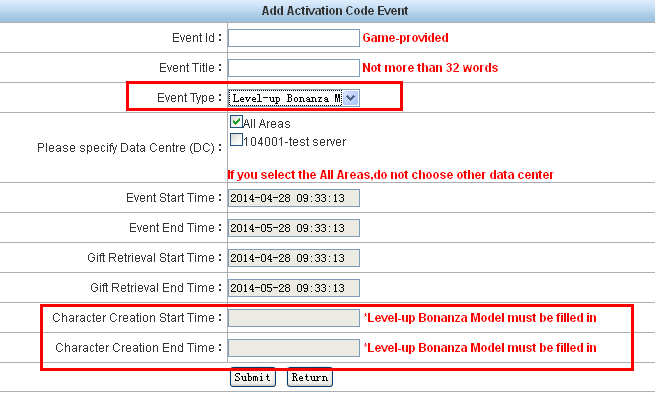 Add Activation Code Event
Event Id : Game-provided
Event Title : Not more than 32 words
Event Type : Level-up Bonanza M
All Areas
Please specify Data Centre (DC) : 104001-test server
If you select the All Areas,do not choose other data center
Event Start Time : 2014-04-28 09:33:13
Event End Time : 2014-05-28 09:33:13
Gift Retrieval Start Time : 2014-04-28 09:33:13
Gift Retrieval End Time : 2014-05-28 09:33:13
Character Creation Start Time : *Level-up Bonanza Model must be filled in
Character Creation End Time : *Level-up Bonanza Model must be filled in
Submit Return